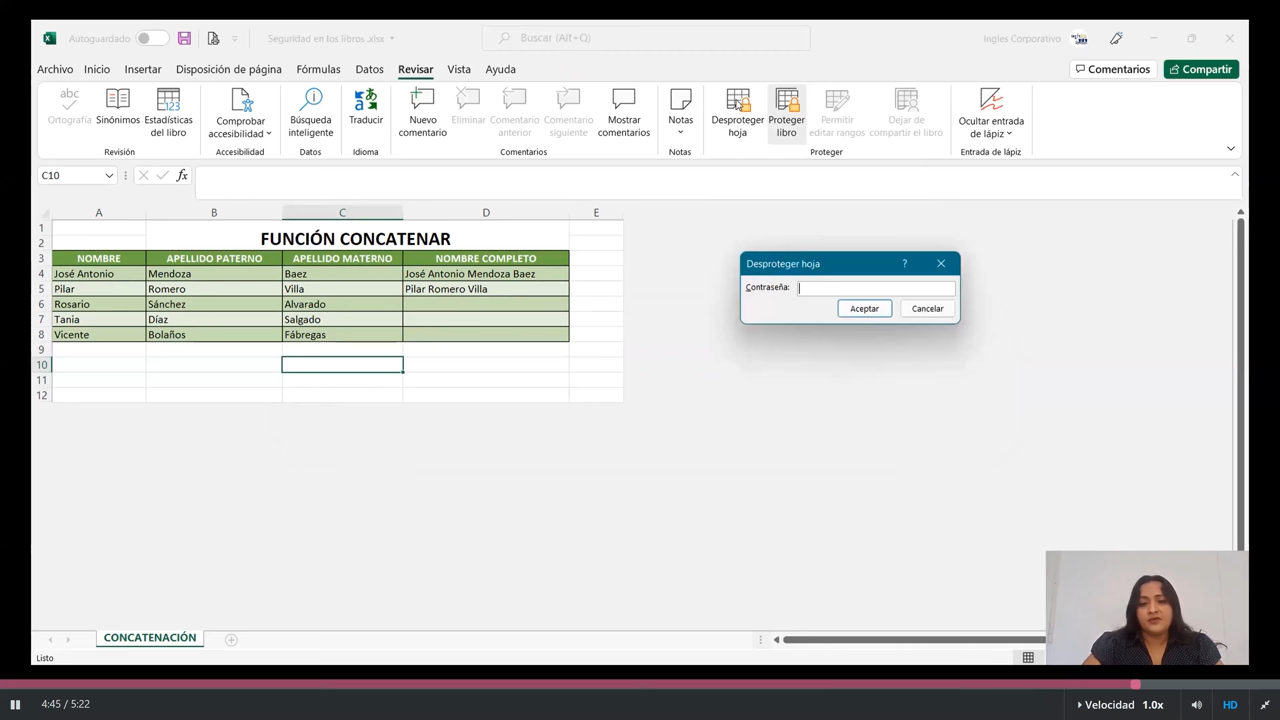 Autoguardado
Seguridad en los libros .xlsx
Buscar (Alt+Q)
Ingles Corporativo
Archivo Inicio Insertar Disposición de página Fórmulas Datos Revisar Vista Ayuda
Comentarios
Compartir
abc
Ortografía
Sinónimos
123
Estadísticas
del libro
Comprobar
accesibilidad
Búsqueda
inteligente
Traducir
Nuevo
comentario
Eliminar
Comentario
anterior
Comentario
siguiente
Mostrar
comentarios
Notas
Desproteger
hoja
Proteger
libro
Permitir
editar rangos
Dejar de
compartir el libro
Ocultar entrada
de lápiz
Revisión Accesibilidad Datos Idioma Comentarios Notas Proteger Entrada de lápiz
C10
fx
A B C D E
1
2 FUNCIÓN CONCATENAR
3 NOMBRE APELLIDO PATERNO APELLIDO MATERNO NOMBRE COMPLETO
4 José Antonio Mendoza Baez José Antonio Mendoza Baez
5 Pilar Romero Villa Pilar Romero Villa
6 Rosario Sánchez Alvarado
7 Tania Díaz Salgado
8 Vicente Bolaños Fábregas
9
10
11
12
Desproteger hoja ?
Contraseña:
Aceptar Cancelar
CONCATENACIÓN
Listo
4:45 / 5:22
Velocidad 1.0x
HD